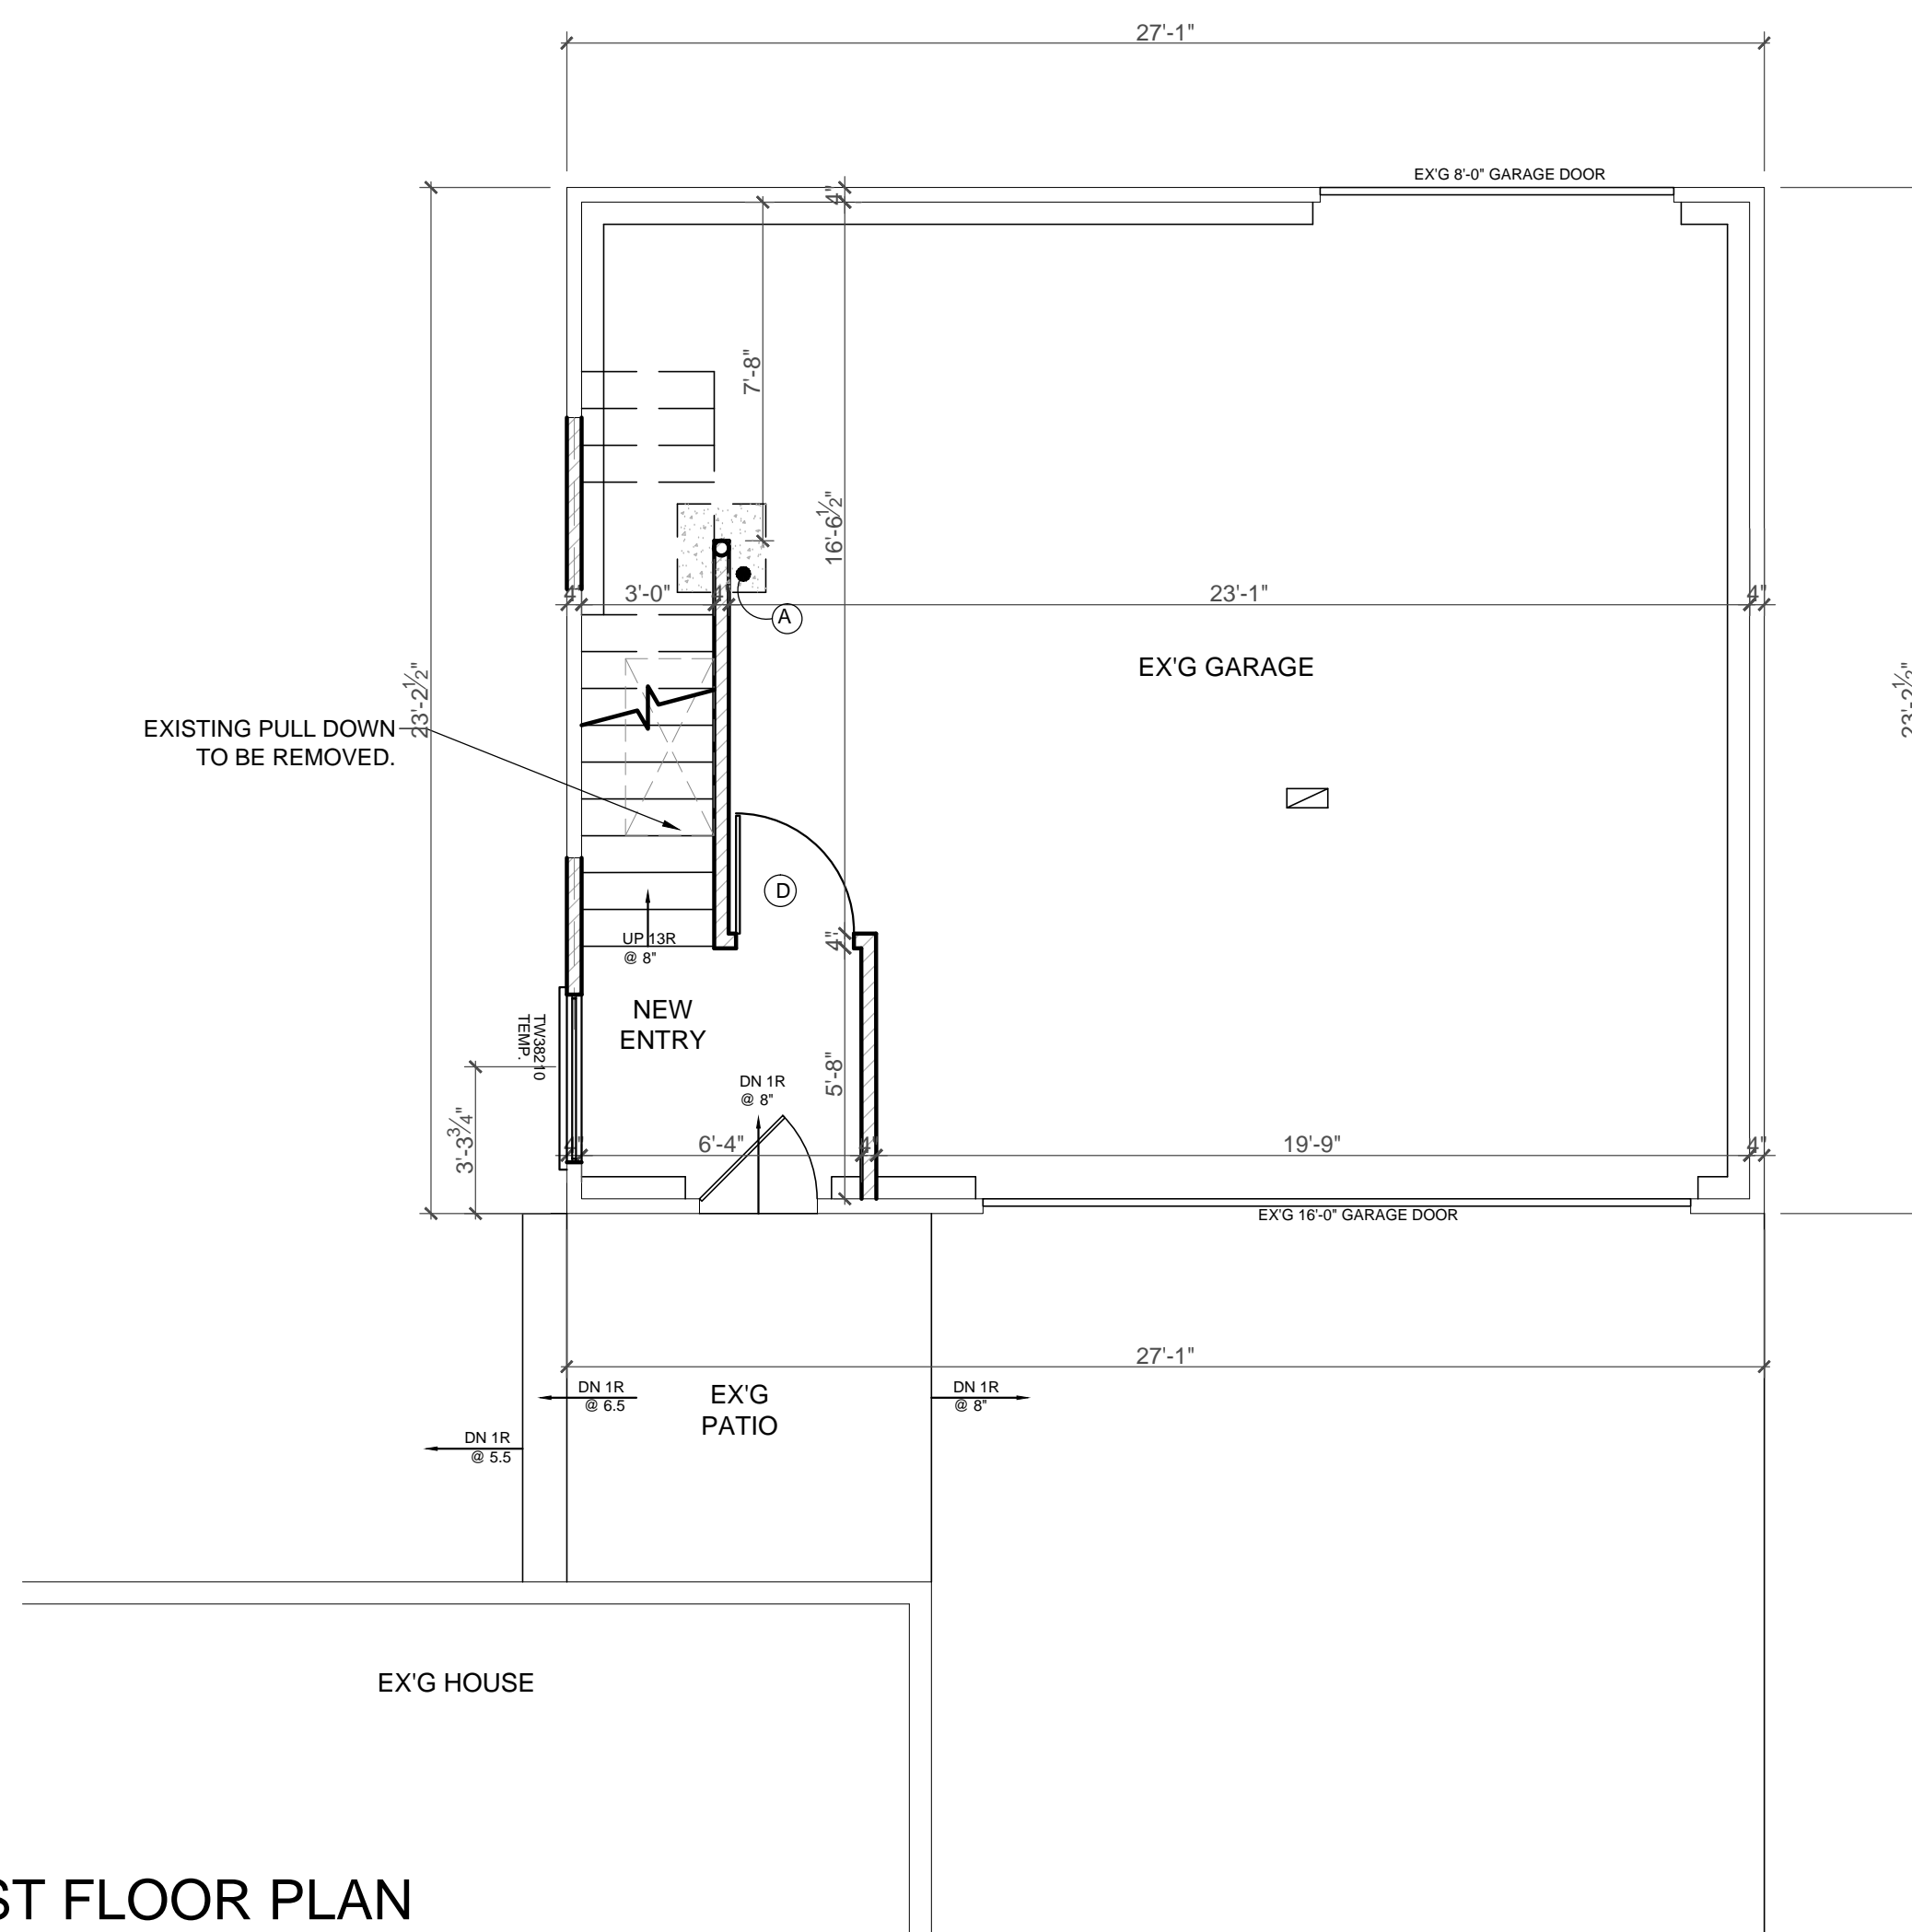 27'-1"
EX'G 8'-0" GARAGE DOOR
4"
7'-8"
16'-6½"
4"
3'-0"
4"
23'-1"
4"
A
EX'G GARAGE
23'-2½"
23'-2½"
EXISTING PULL DOWN
TO BE REMOVED.
D
UP 13R
@ 8"
4"
NEW
ENTRY
TW38210
TEMP.
DN 1R
@ 8"
5'-8"
3'-3¾"
4"
6'-4"
4"
19'-9"
4"
EX'G 16'-0" GARAGE DOOR
27'-1"
DN 1R
@ 6.5
EX'G
PATIO
DN 1R
@ 8"
DN 1R
@ 5.5
EX'G HOUSE
ST FLOOR PLAN